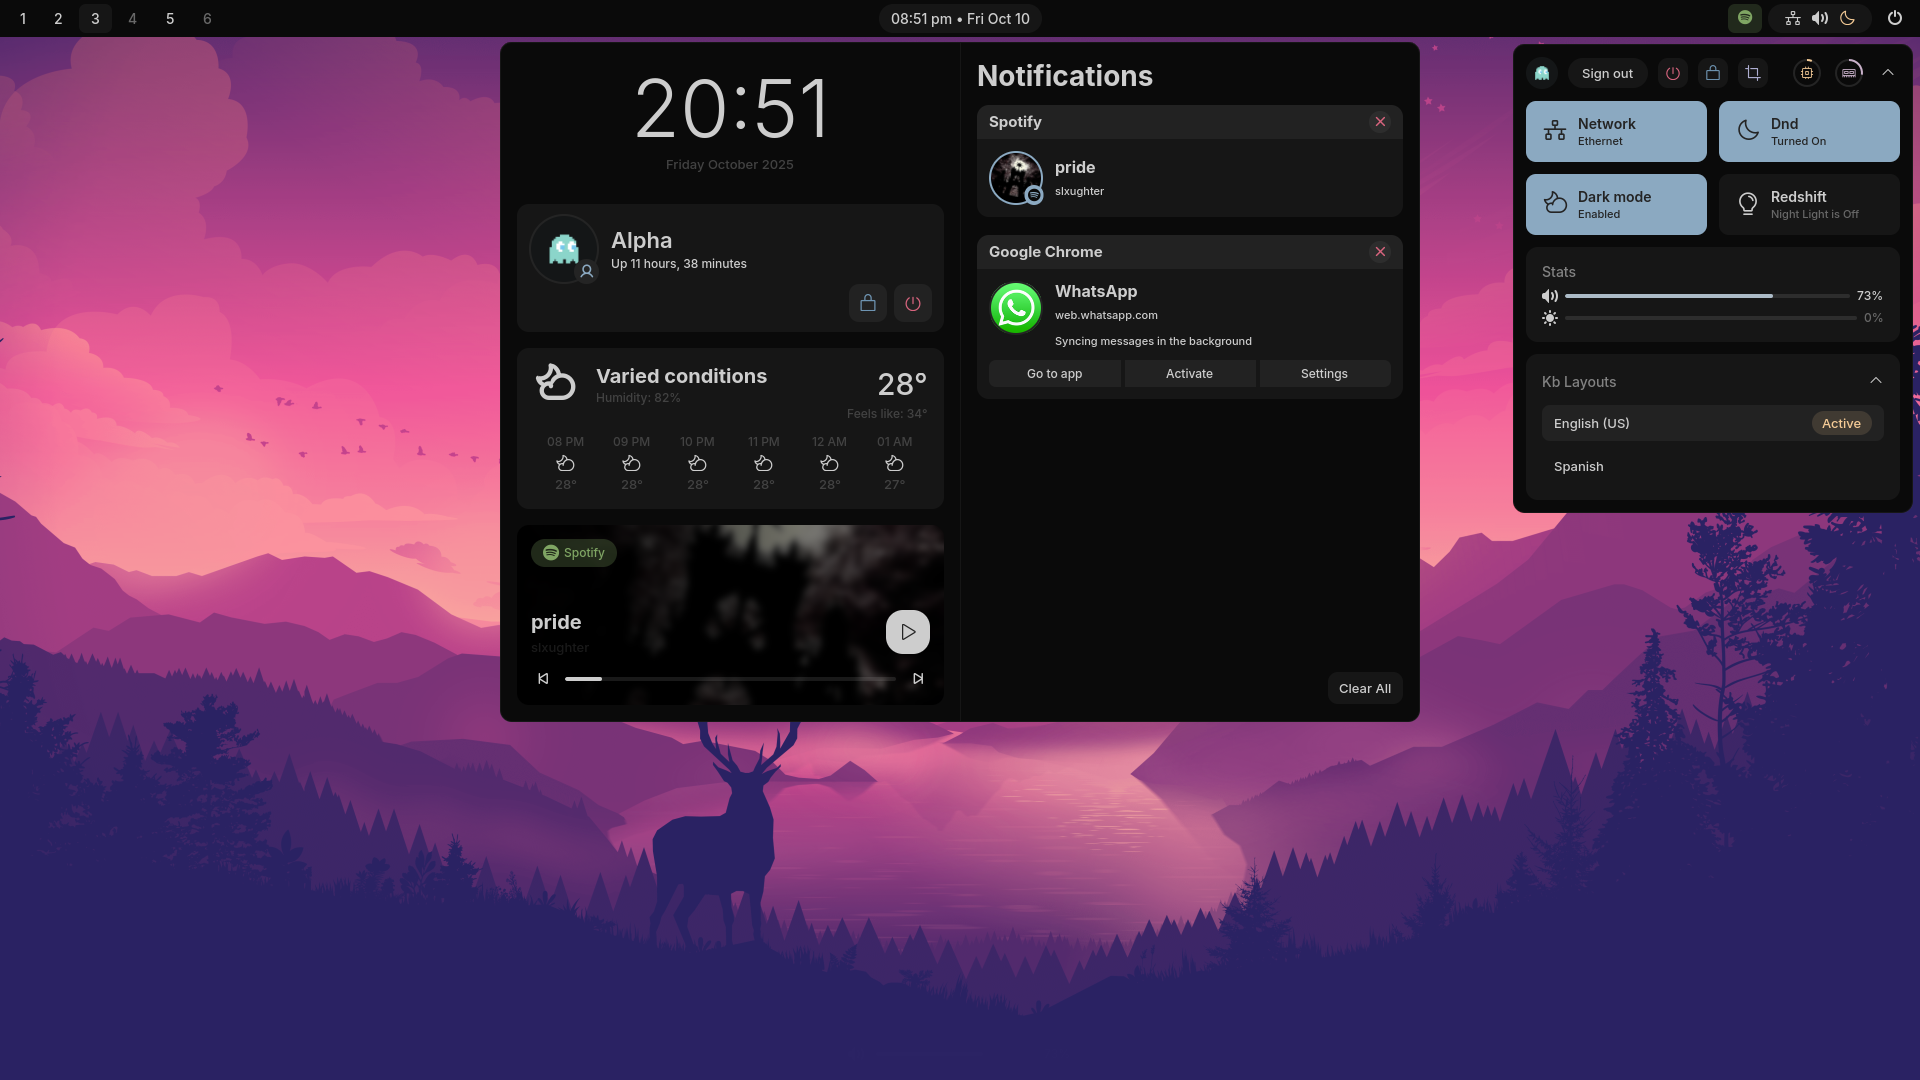 1 2 3 4 5 6
08:51 pm • Fri Oct 10
20:51
Friday October 2025
Alpha
Up 11 hours, 38 minutes
Varied conditions
Humidity: 82%
28°
Feels like: 34°
08 PM 09 PM 10 PM 11 PM 12 AM 01 AM
28° 28° 28° 28° 28° 27°
Spotify
pride
slxughter
Notifications
Spotify
pride
slxughter
Google Chrome
WhatsApp
web.whatsapp.com
Syncing messages in the background
Go to app Activate Settings
Clear All
Sign out
Network
Ethernet
Dnd
Turned On
Dark mode
Enabled
Redshift
Night Light is Off
Stats
73%
0%
Kb Layouts
English (US) Active
Spanish